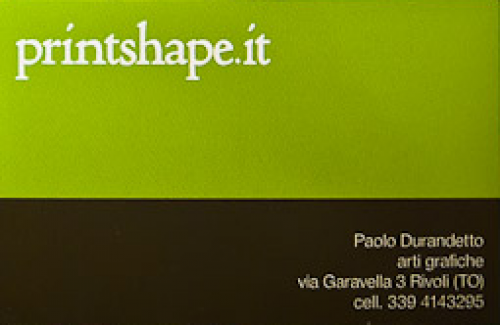 printshape.it
Paolo Durandetto
arti grafiche
via Garavella 3 Rivoli (TO)
cell. 339 4143295